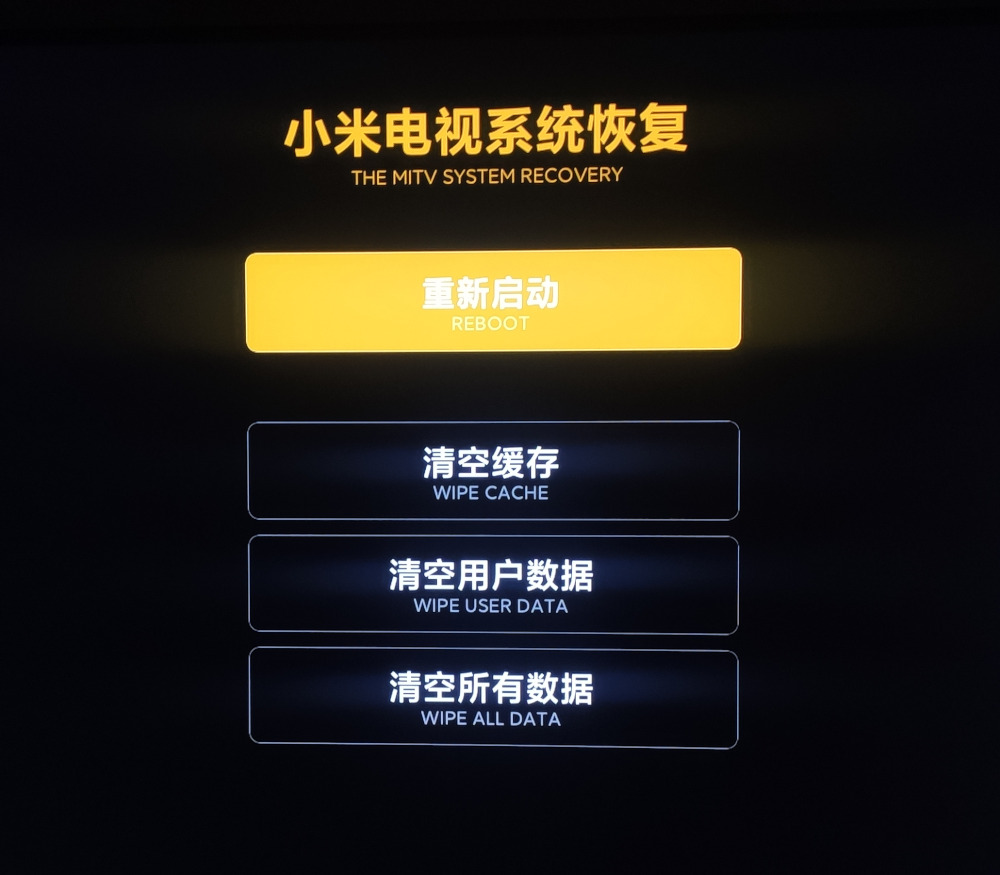 小米电视系统恢复
THE MITV SYSTEM RECOVERY
重新启动
REBOOT
清空缓存
WIPE CACHE
清空用户数据
WIPE USER DATA
清空所有数据
WIPE ALL DATA